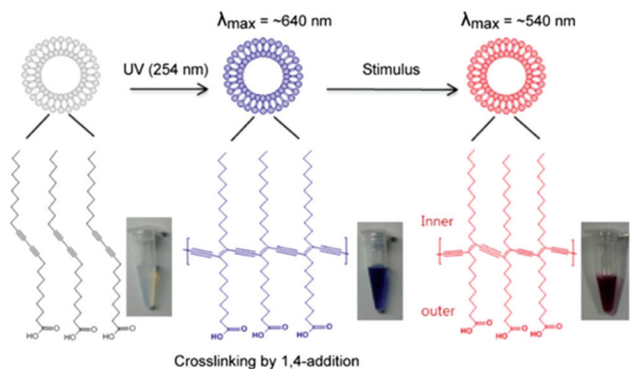 λmax = ~640 nm
λmax = ~540 nm
UV (254 nm)
Stimulus
Inner
outer
HO
O
HO
O
HO
O
HO
O
HO
O
HO
O
HO
O
HO
O
HO
O
Crosslinking by 1,4-addition